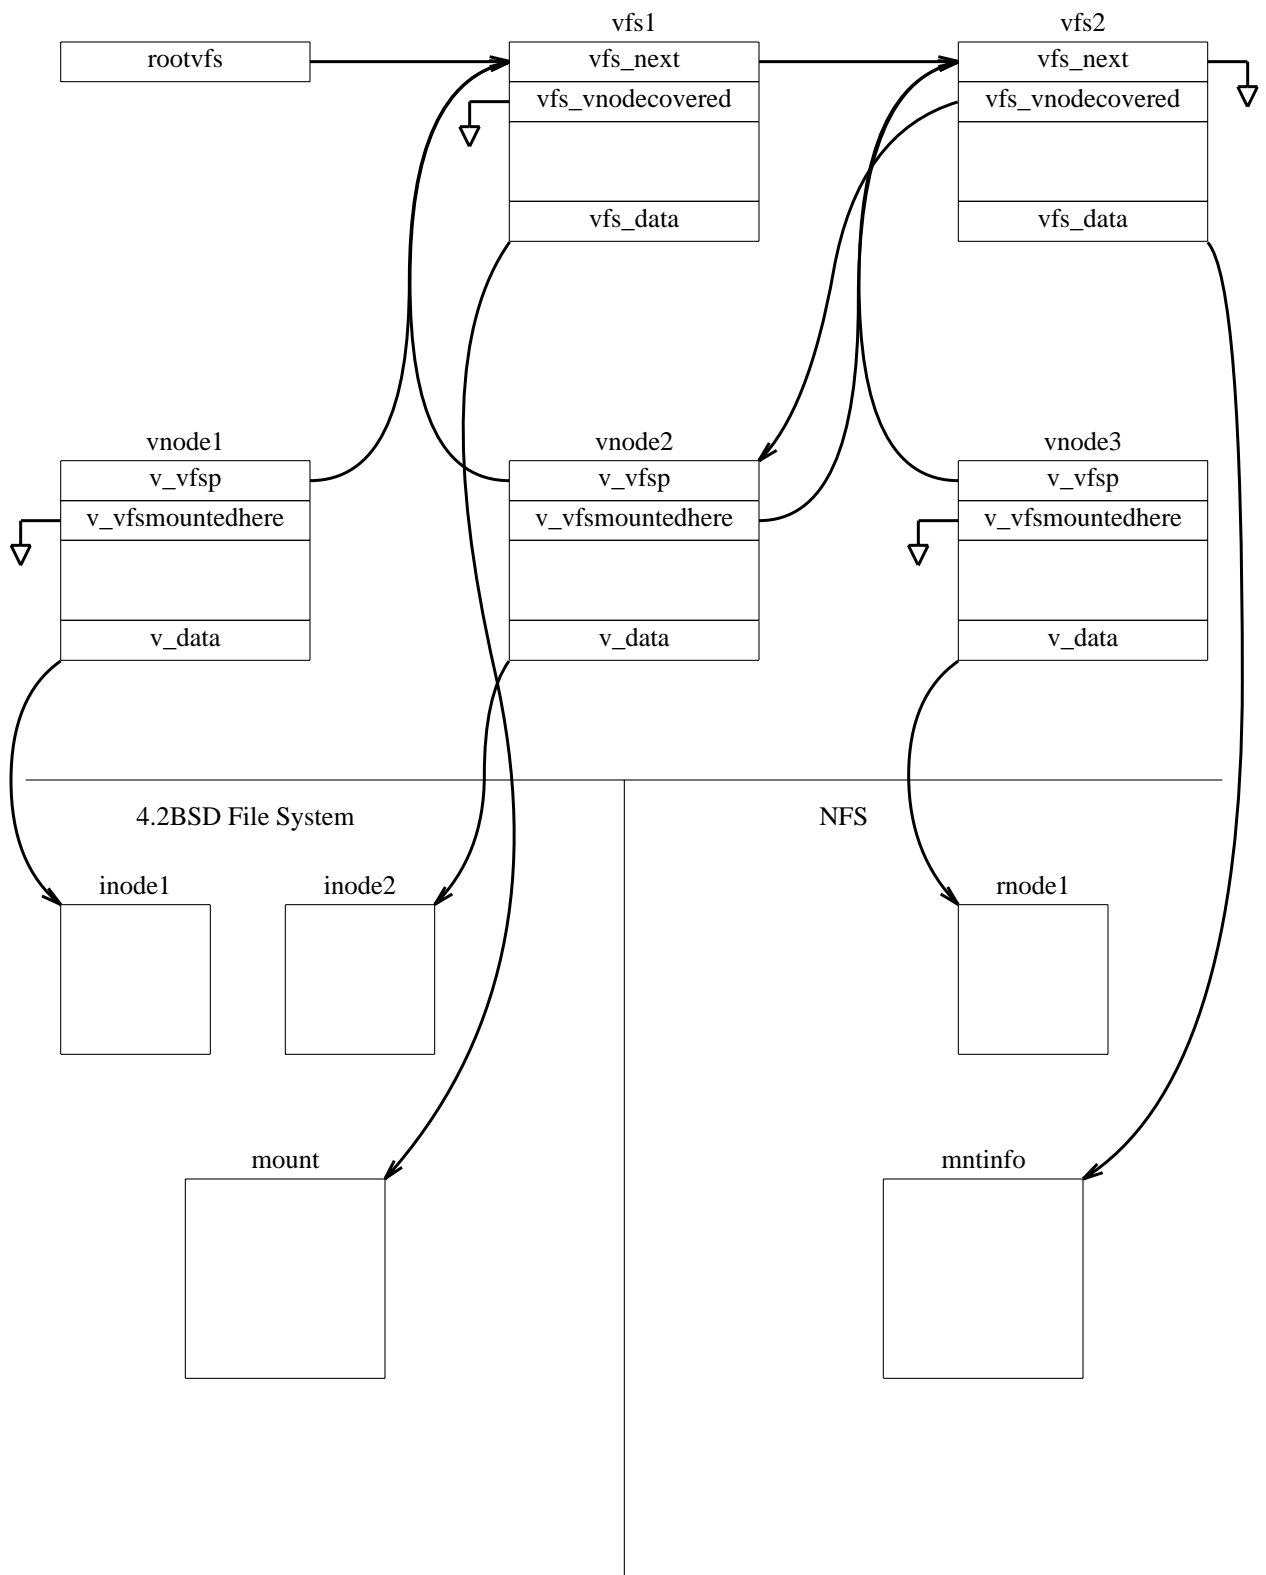 vfs1
vfs2
rootvfs
vfs_next
vfs_next
vfs_vnodecovered
vfs_vnodecovered
vfs_data
vfs_data
vnode1
vnode2
vnode3
v_vfsp
v_vfsp
v_vfsp
v_vfsmountedhere
v_vfsmountedhere
v_vfsmountedhere
v_data
v_data
v_data
4.2BSD File System
NFS
inode1
inode2
rnode1
mount
mntinfo